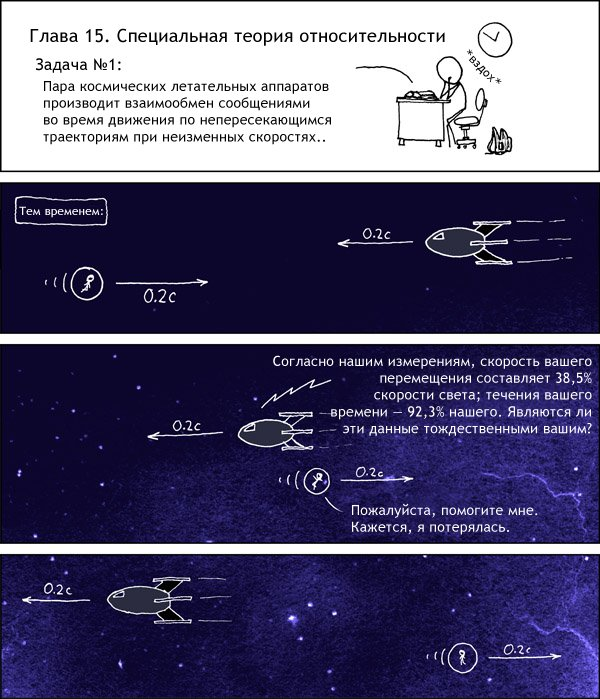 Глава 15. Специальная теория относительности
Задача №1:
*вздох*
Пара космических летательных аппаратов
производит взаимообмен сообщениями
во время движения по непересекающимся
траекториям при неизменных скоростях..
Тем временем:
0.2c
0.2c
Согласно нашим измерениям, скорость вашего
перемещения составляет 38,5%
скорости света; течения вашего
времени — 92,3% нашего. Являются ли
эти данные тождественными вашим?
0.2c
0.2c
Пожалуйста, помогите мне.
Кажется, я потерялась.
0.2c
0.2c